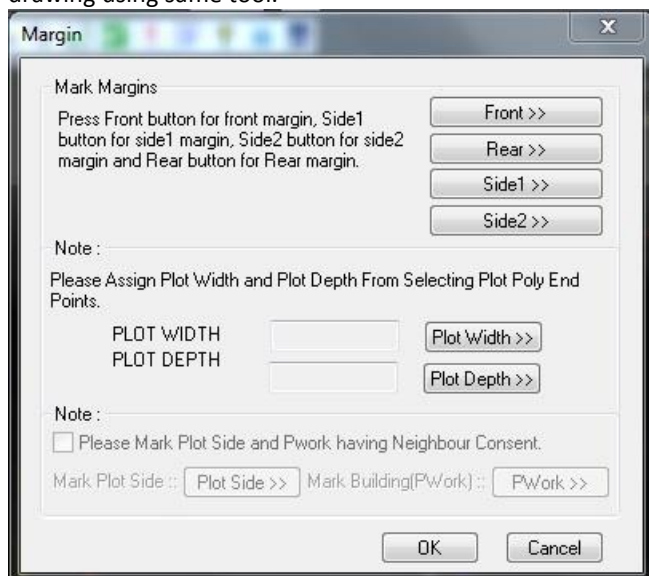 drawing using same tool.
Margin
Mark Margins
Press Front button for front margin, Side1
button for side1 margin, Side2 button for side2
margin and Rear button for Rear margin.
Front >>
Rear >>
Side1 >>
Side2 >>
Note :
Please Assign Plot Width and Plot Depth From Selecting Plot Poly End
Points.
PLOT WIDTH
Plot Width >>
PLOT DEPTH
Plot Depth >>
Note :
Please Mark Plot Side and Pwork having Neighbour Consent.
Mark Plot Side :: Plot Side >> Mark Building(PWork) :: PWork >>
OK Cancel